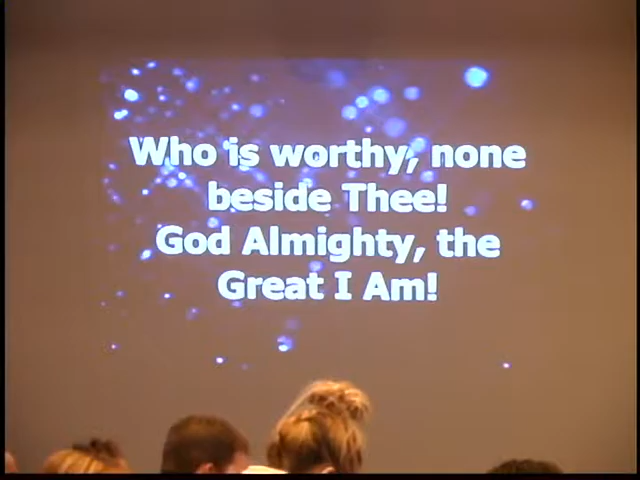 Who is worthy, none
beside Thee!
God Almighty, the
Great I Am!